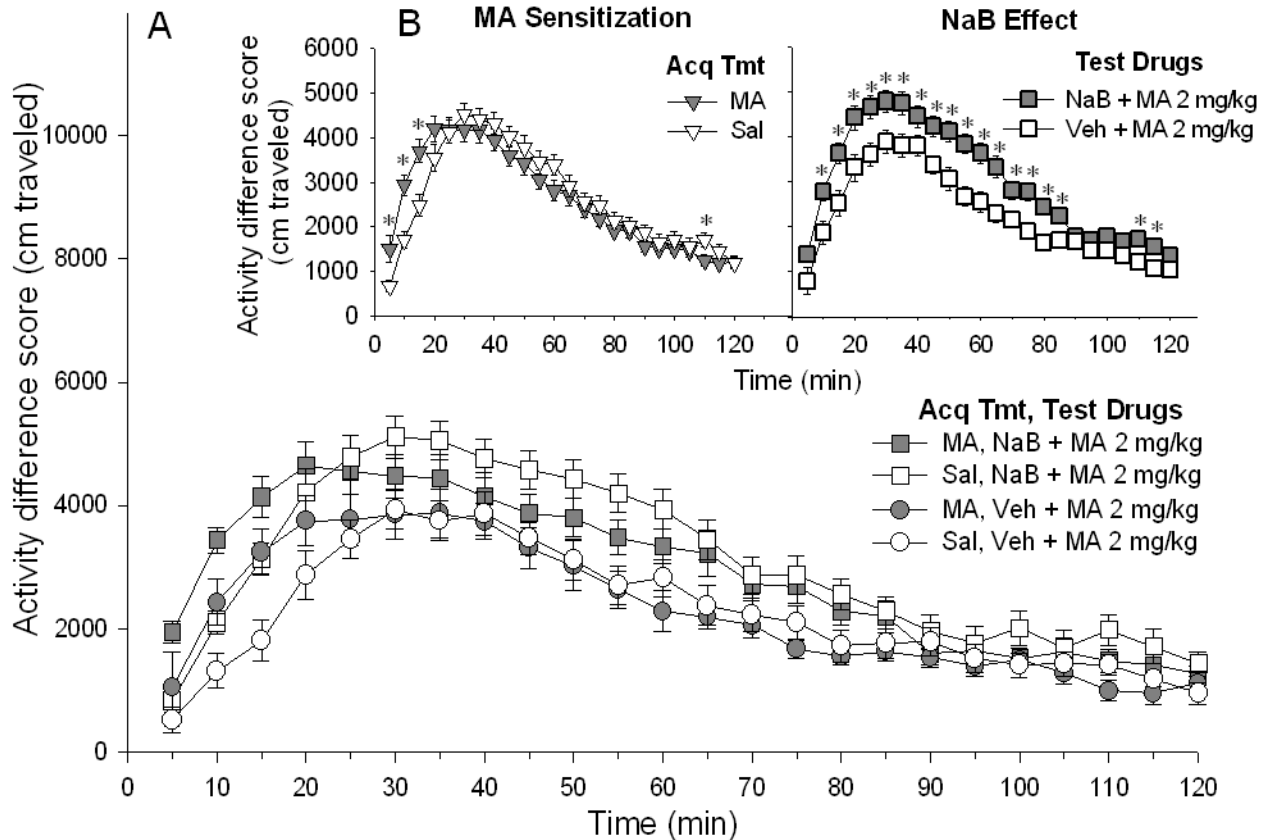 A
B
MA Sensitization
NaB Effect
Activity difference score
(cm traveled)
6000
5000
4000
3000
2000
1000
0
Acq Tmt
MA
Sal
* * * *
0 20 40 60 80 100 120
Test Drugs
NaB + MA 2 mg/kg
Veh + MA 2 mg/kg
* * * * * * * * * * * * * * * * * *
0 20 40 60 80 100 120
Time (min)
Activity difference score (cm traveled)
10000
8000
6000
4000
2000
0
Acq Tmt, Test Drugs
MA, NaB + MA 2 mg/kg
Sal, NaB + MA 2 mg/kg
MA, Veh + MA 2 mg/kg
Sal, Veh + MA 2 mg/kg
0 10 20 30 40 50 60 70 80 90 100 110 120
Time (min)